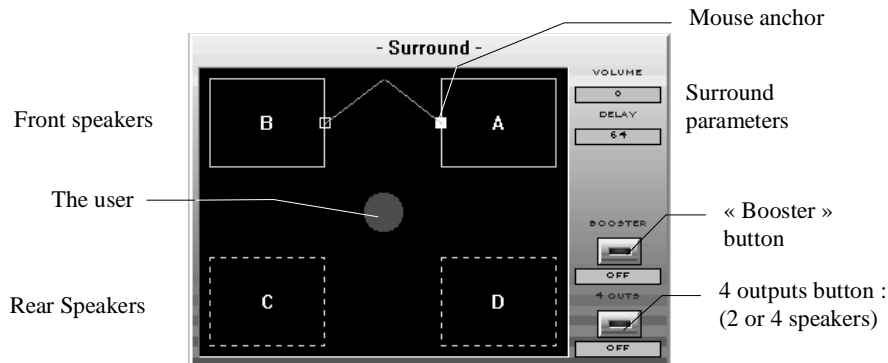 Mouse anchor
- Surround -
VOLUME
0
DELAY
64
Surround
parameters
Front speakers
B
A
The user
BOOSTER
OFF
« Booster »
button
Rear Speakers
C
D
4 OUTS
OFF
4 outputs button :
(2 or 4 speakers)